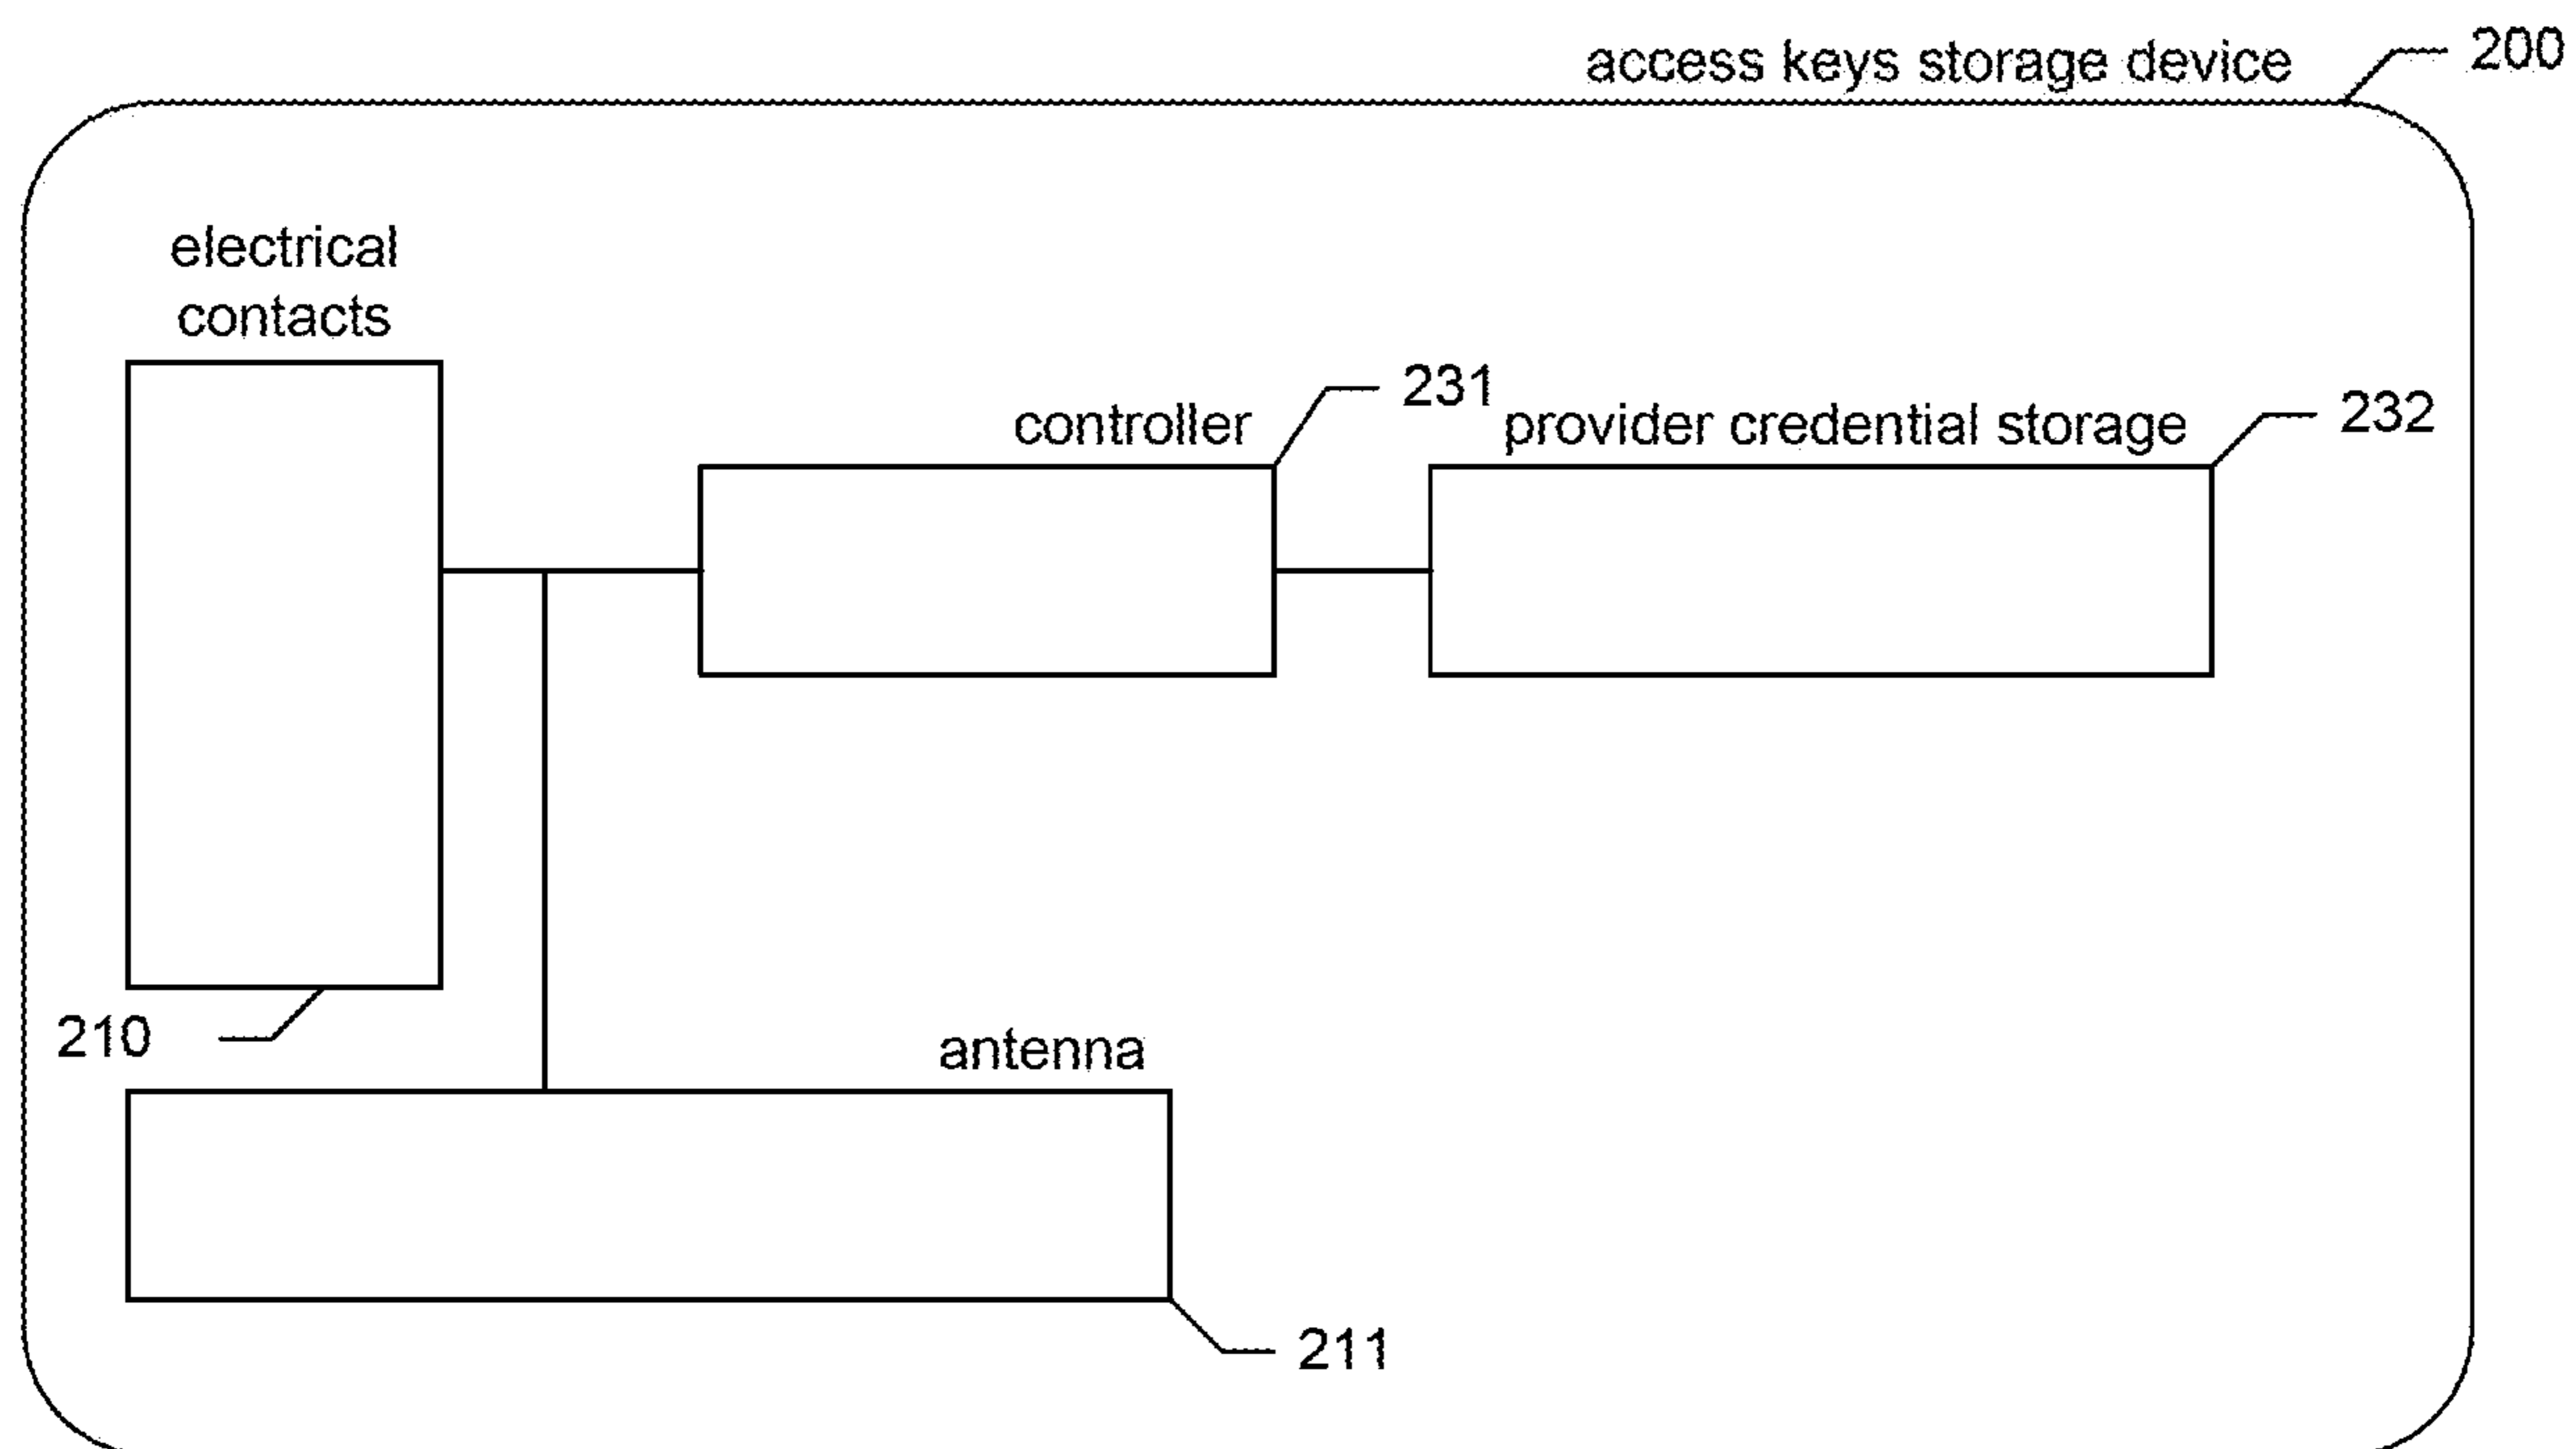 access keys storage device
200
electrical
contacts
controller
231
provider credential storage
232
210
antenna
211